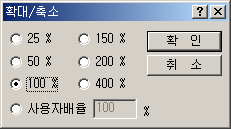 확대/축소
25 % 150 % 확 인
50 % 200 % 취 소
100 % 400 %
사용자배율 100 %